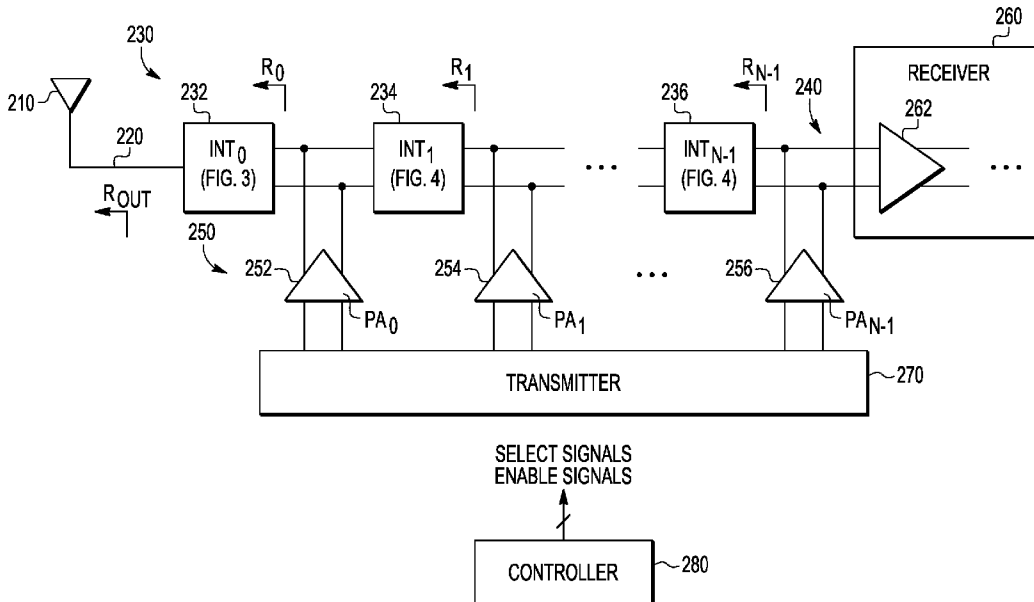 260
230
R0
R1
RN-1
RECEIVER
210
232
234
236
240
262
220
INT0
(FIG. 3)
INT1
(FIG. 4)
...
INTN-1
(FIG. 4)
...
ROUT
250
252
254
...
256
PA0
PA1
PAN-1
TRANSMITTER
270
SELECT SIGNALS
ENABLE SIGNALS
CONTROLLER
280